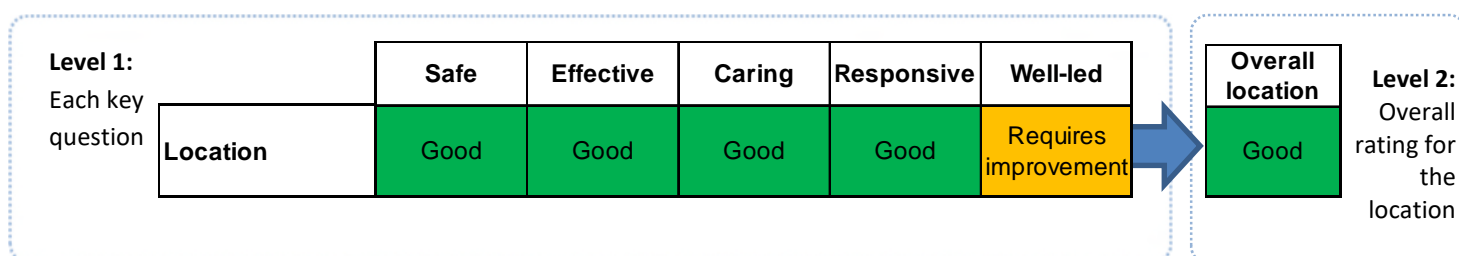 Level 1:
Each key
question
Safe
Effective
Caring
Responsive
Well-led
Location
Good
Good
Good
Good
Requires
improvement
Overall
location
Good
Level 2:
Overall
rating for
the
location